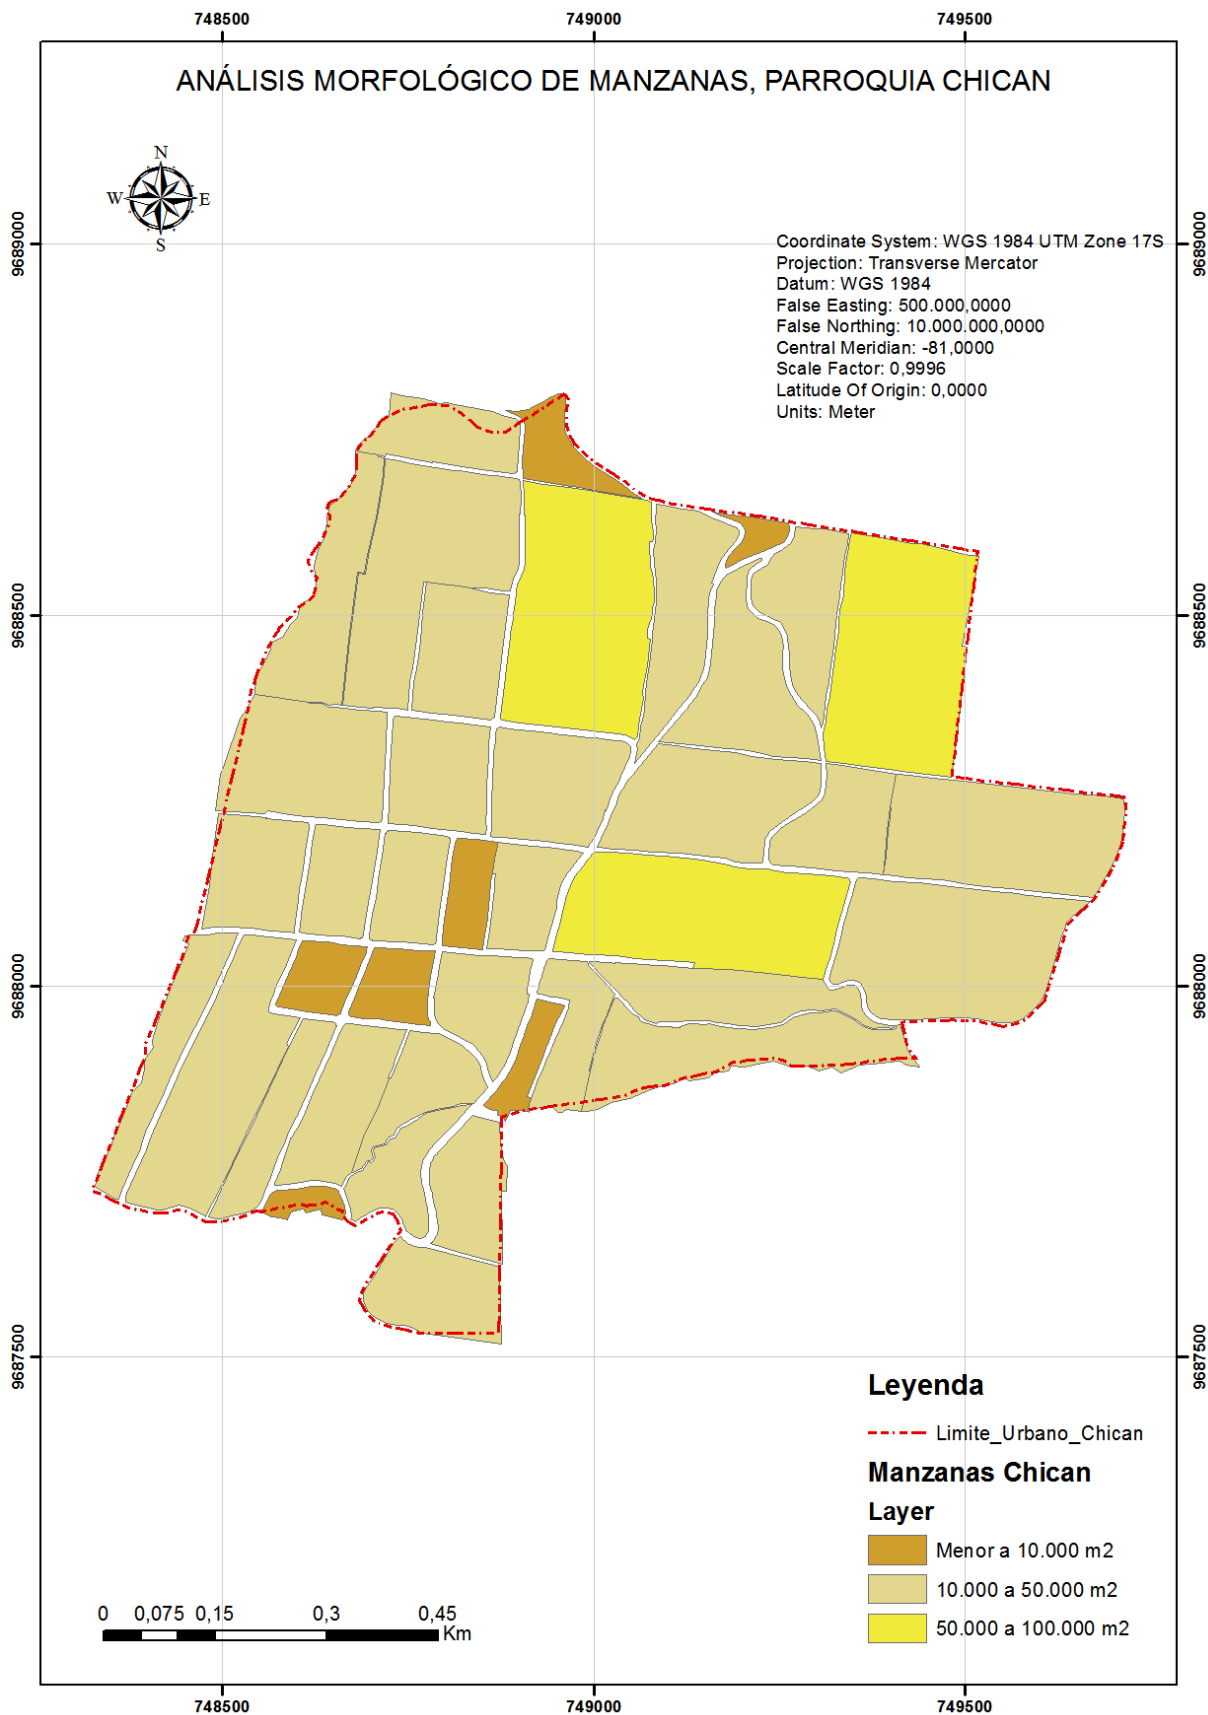 748500 749000 749500
ANÁLISIS MORFOLÓGICO DE MANZANAS, PARROQUIA CHICAN
N
W E
S
9689000 9689000
Coordinate System: WGS 1984 UTM Zone 17S
Projection: Transverse Mercator
Datum: WGS 1984
False Easting: 500.000,0000
False Northing: 10.000.000,0000
Central Meridian: -81,0000
Scale Factor: 0,9996
Latitude Of Origin: 0,0000
Units: Meter
9688500 9688500
9688000 9688000
9687500 9687500
Leyenda
Limite_Urbano_Chican
Manzanas Chican
Layer
Menor a 10.000 m2
10.000 a 50.000 m2
50.000 a 100.000 m2
0 0,075 0,15 0,3 0,45
Km
748500 749000 749500